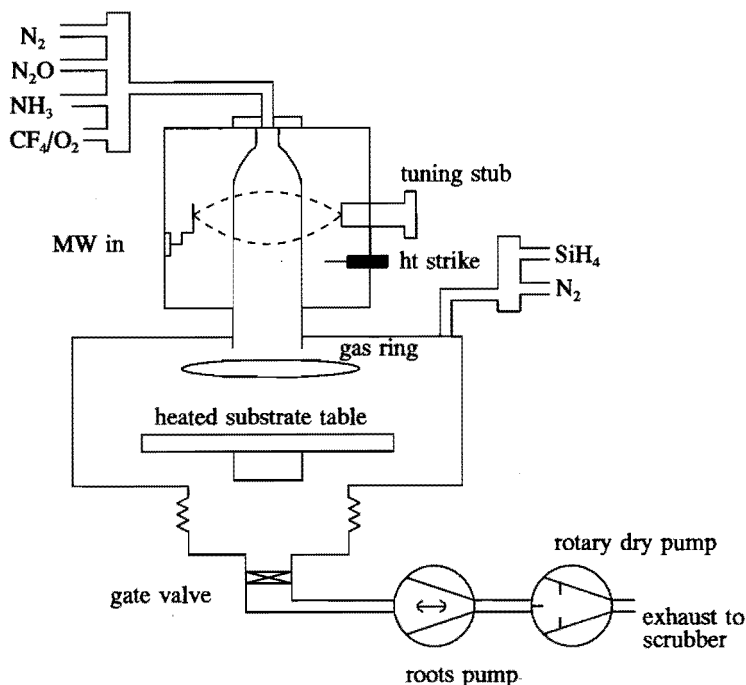 N₂
N₂O
NH₃
CF₄/O₂
tuning stub
MW in
ht strike
SiH₄
N₂
gas ring
heated substrate table
rotary dry pump
gate valve
exhaust to
scrubber
roots pump